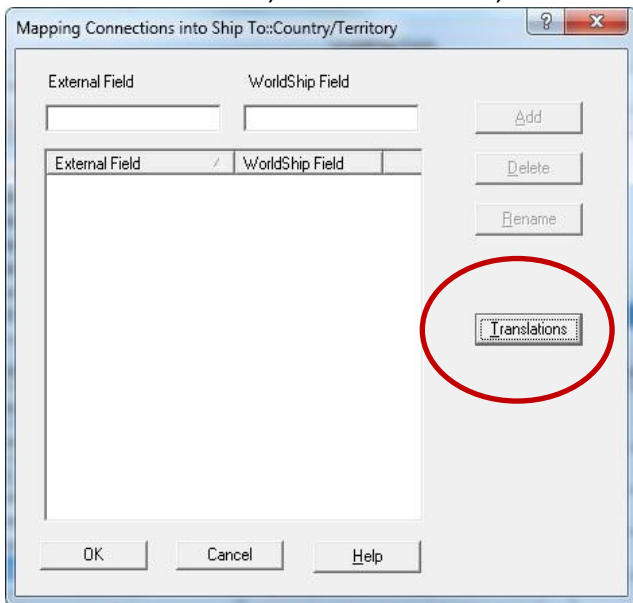 Mapping Connections into Ship To::Country/Territory
External Field WorldShip Field
Add
External Field WorldShip Field
Delete
Rename
Translations
OK Cancel Help